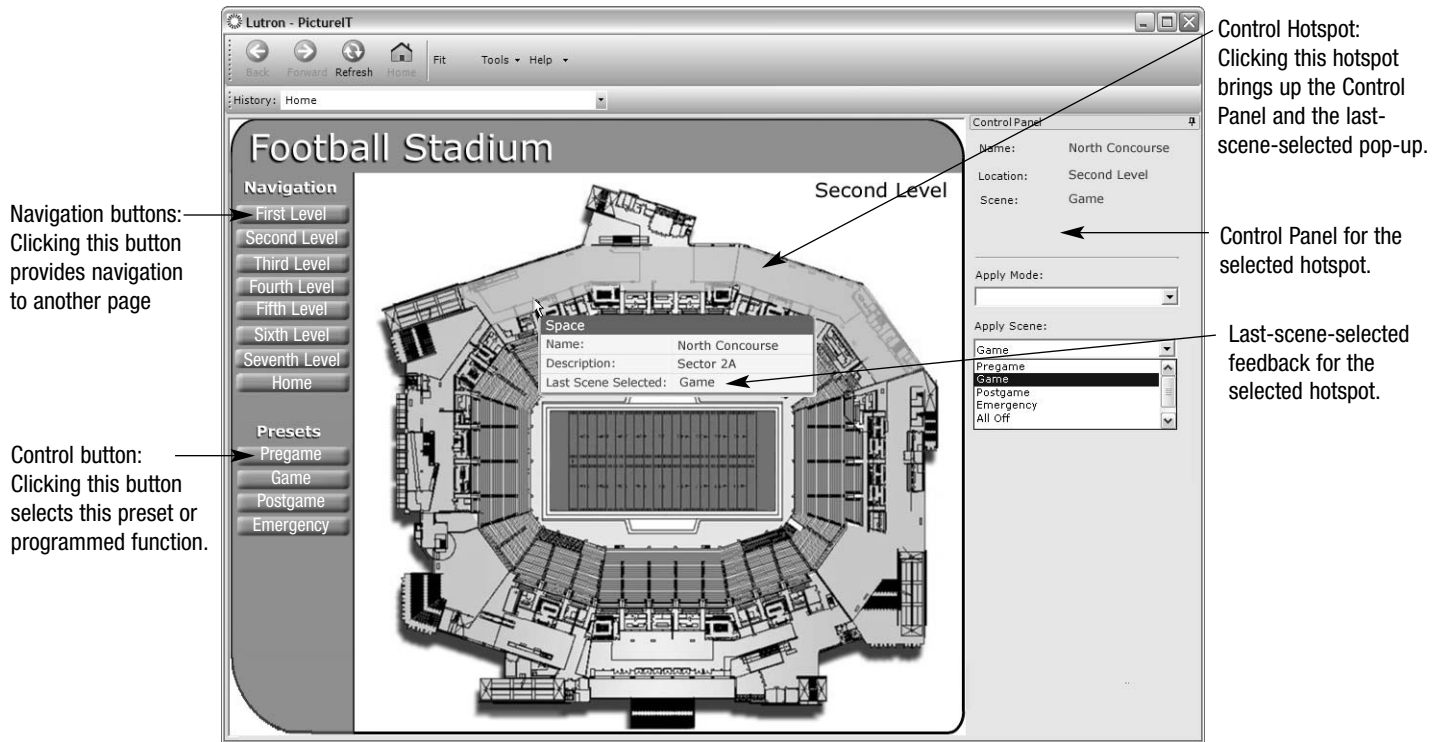 Lutron - PictureIT
Back Forward Refresh Home Fit Tools Help
History: Home
Football Stadium
Navigation
First Level
Second Level
Third Level
Fourth Level
Fifth Level
Sixth Level
Seventh Level
Home
Presets
Pregame
Game
Postgame
Emergency
Second Level
Space
Name: North Concourse
Description: Sector 2A
Last Scene Selected: Game
Control Panel
Name: North Concourse
Location: Second Level
Scene: Game
Apply Mode:
Apply Scene:
Game
Pregame
Game
Postgame
Emergency
All Off
Navigation buttons:
Clicking this button
provides navigation
to another page
Control button:
Clicking this button
selects this preset or
programmed function.
Control Hotspot:
Clicking this hotspot
brings up the Control
Panel and the last-
scene-selected pop-up.
Control Panel for the
selected hotspot.
Last-scene-selected
feedback for the
selected hotspot.